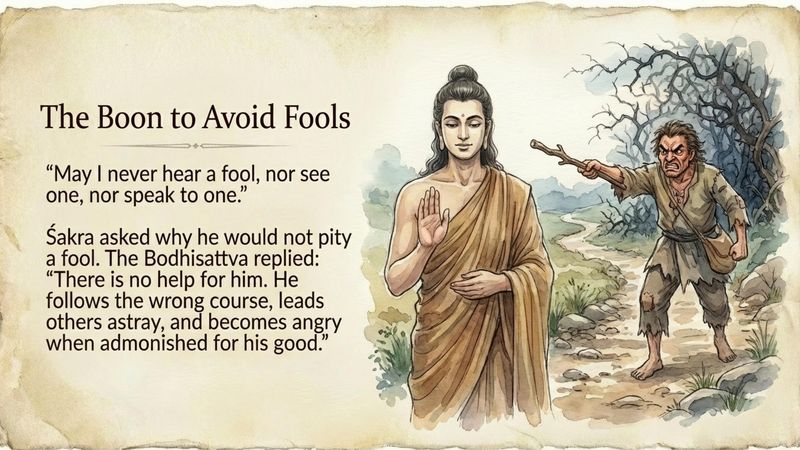 The Boon to Avoid Fools
“May I never hear a fool, nor see
one, nor speak to one.”
Śakra asked why he would not pity
a fool. The Bodhisattva replied:
“There is no help for him. He
follows the wrong course, leads
others astray, and becomes angry
when admonished for his good.”